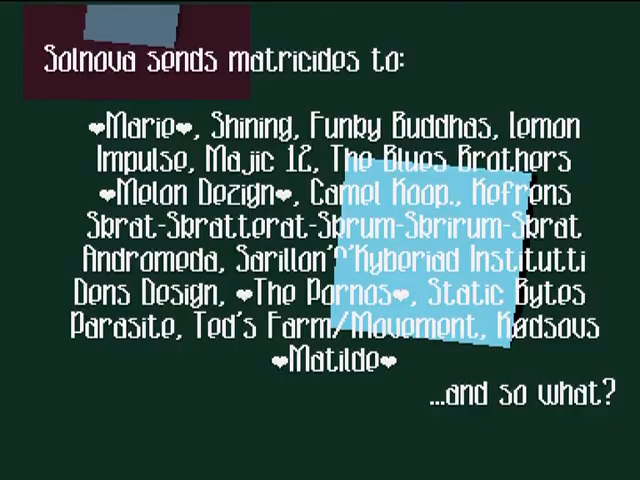 Solnova sends matricides to:
❤Marie❤, Shining, Funky Buddhas, Lemon
Impulse, Majic 12, The Blues Brothers
❤Melon Dezign❤, Camel Koop., Kefrens
Skrat-Skratterat-Skrum-Skrirum-Skrat
Andromeda, Sarillon'^'Kyberiad Institutti
Dens Design, ❤The Pornos❤, Static Bytes
Parasite, Ted's Farm/Movement, Kødsovs
❤Matilde❤
...and so what?